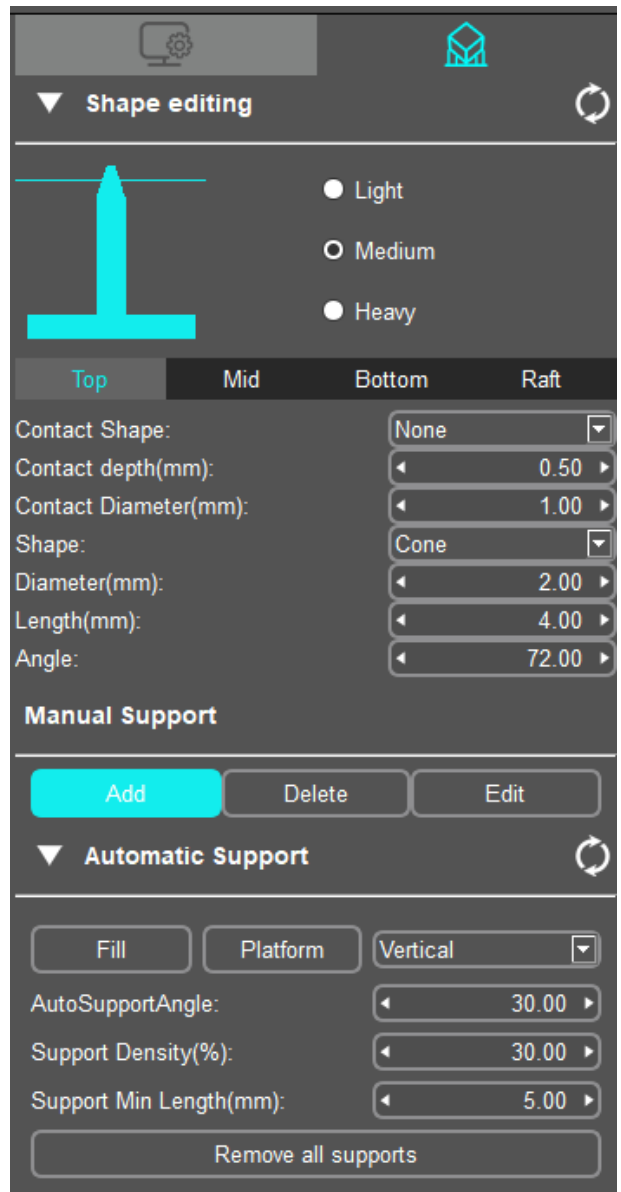 Shape editing
Light
Medium
Heavy
Top Mid Bottom Raft
Contact Shape: None
Contact depth(mm): 0.50
Contact Diameter(mm): 1.00
Shape: Cone
Diameter(mm): 2.00
Length(mm): 4.00
Angle: 72.00
Manual Support
Add Delete Edit
Automatic Support
Fill Platform Vertical
AutoSupportAngle: 30.00
Support Density(%): 30.00
Support Min Length(mm): 5.00
Remove all supports